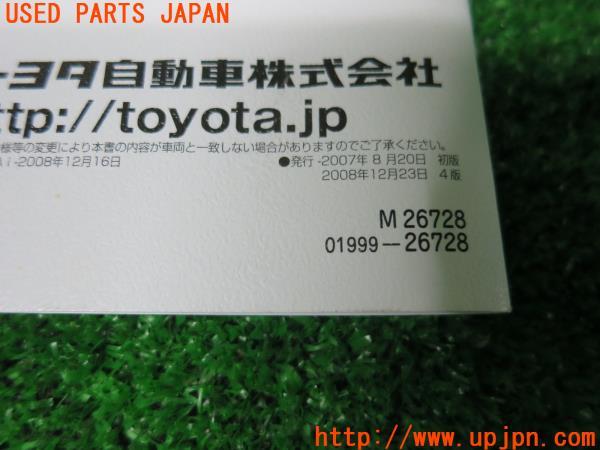 USED PARTS JAPAN
ーヨタ自動車株式会社
ttp://toyota.jp
様等の変更により本書の内容が車両と一致しない場合がありますのでご了承ください。
-2008年12月16日
●発行-2007年 8 月20日 初版
2008年12月23日 4 版
M 26728
01999-26728
http://www.upjpn.com/